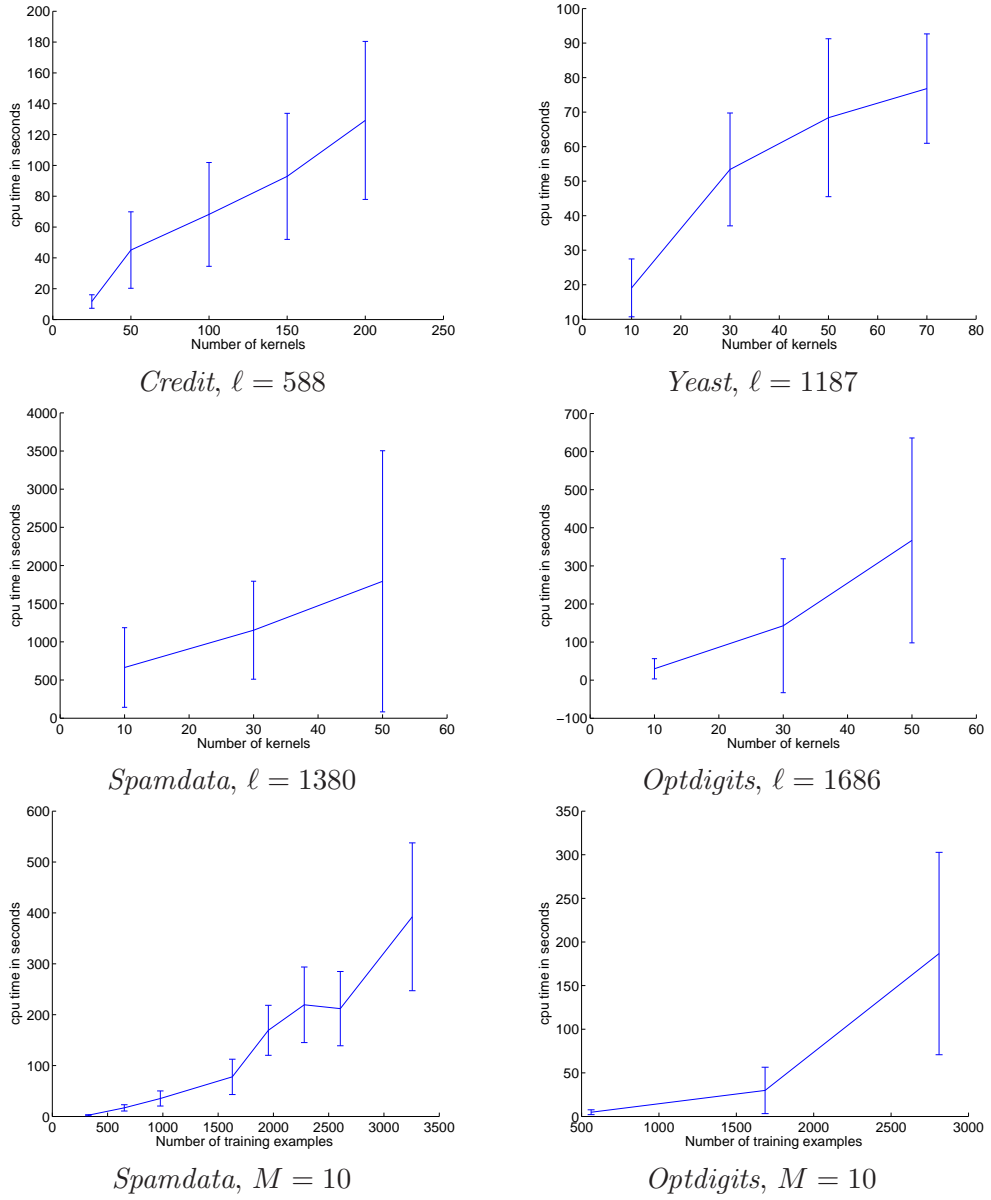 200
180
160
140
120
100
80
60
40
20
0
cpu time in seconds
0 50 100 150 200 250
Number of kernels
Credit, ℓ = 588
100
90
80
70
60
50
40
30
20
10
cpu time in seconds
0 10 20 30 40 50 60 70 80
Number of kernels
Yeast, ℓ = 1187
4000
3500
3000
2500
2000
1500
1000
500
0
cpu time in seconds
0 10 20 30 40 50 60
Number of kernels
Spamdata, ℓ = 1380
700
600
500
400
300
200
100
0
−100
cpu time in seconds
0 10 20 30 40 50 60
Number of kernels
Optdigits, ℓ = 1686
600
500
400
300
200
100
0
cpu time in seconds
0 500 1000 1500 2000 2500 3000 3500
Number of training examples
Spamdata, M = 10
350
300
250
200
150
100
50
0
cpu time in seconds
500 1000 1500 2000 2500 3000
Number of training examples
Optdigits, M = 10